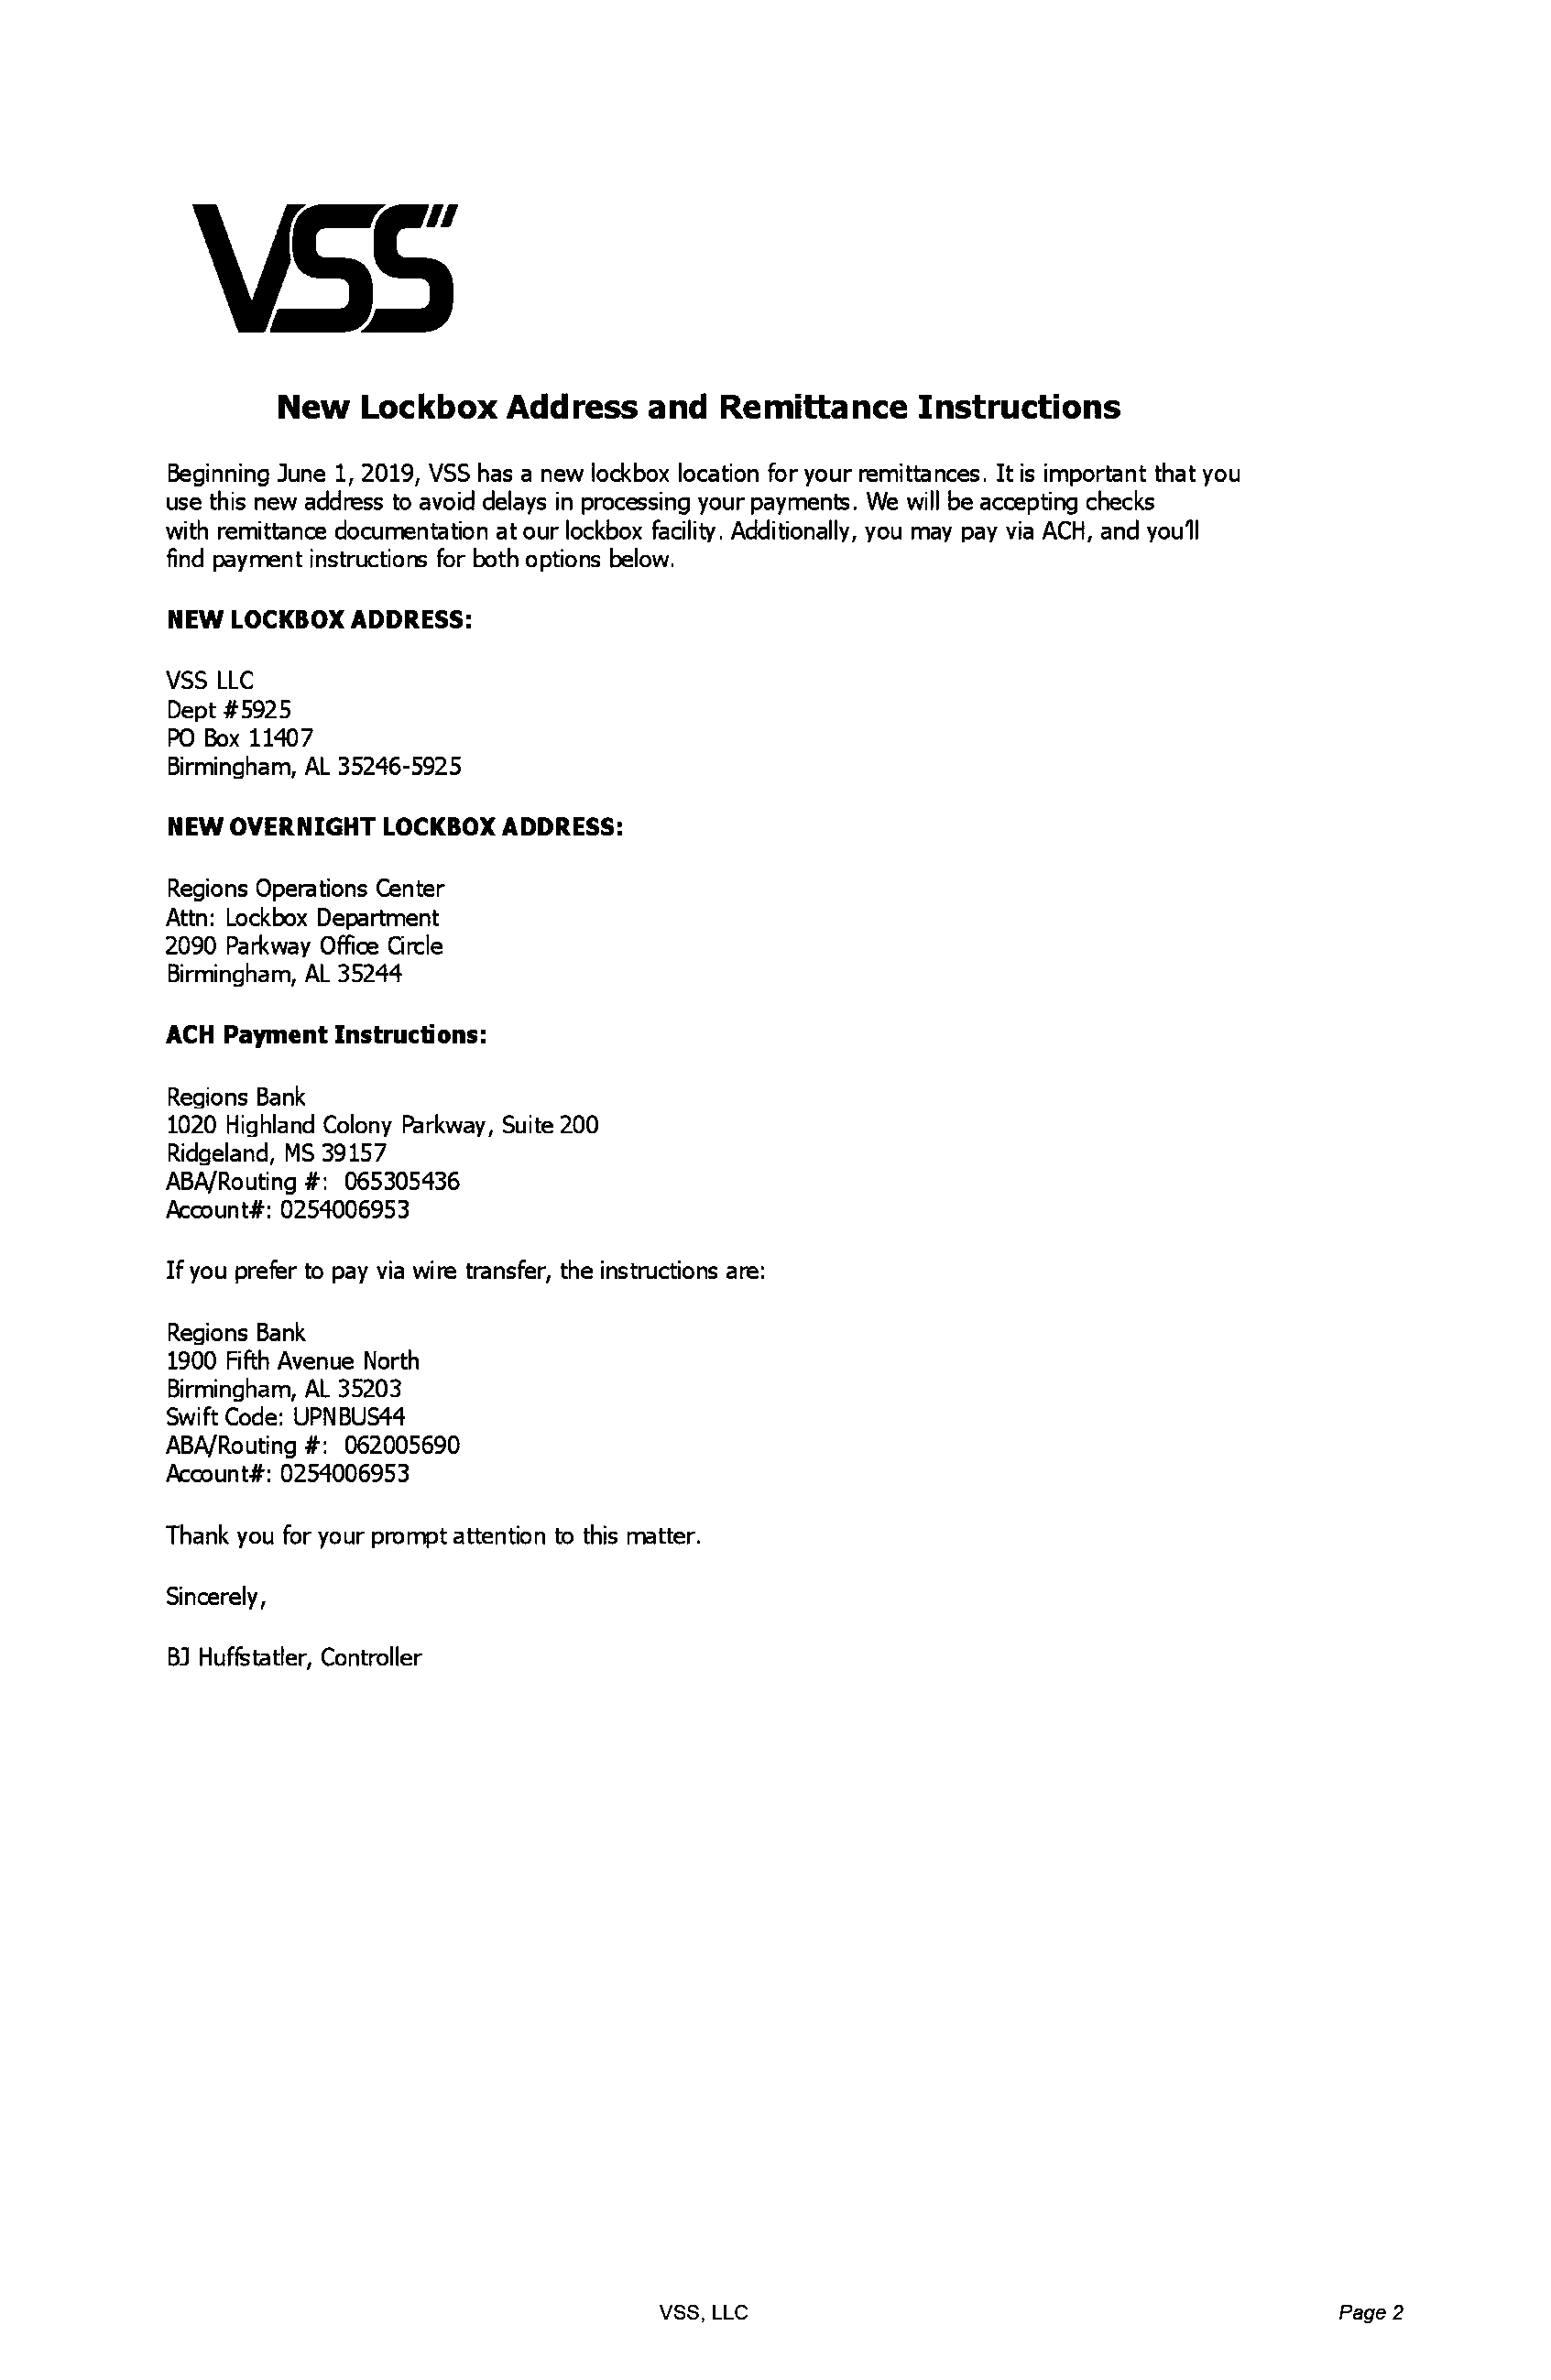 VSS
New Lockbox Address and Remittance Instructions
Beginning June 1, 2019, VSS has a new lockbox location for your remittances. It is important that you
use this new address to avoid delays in processing your payments. We will be accepting checks
with remittance documentation at our lockbox facility. Additionally, you may pay via ACH, and you'll
find payment instructions for both options below.
NEW LOCKBOX ADDRESS:
VSS LLC
Dept #5925
PO Box 11407
Birmingham, AL 35246-5925
NEW OVERNIGHT LOCKBOX ADDRESS:
Regions Operations Center
Attn: Lockbox Department
2090 Parkway Office Circle
Birmingham, AL 35244
ACH Payment Instructions:
Regions Bank
1020 Highland Colony Parkway, Suite 200
Ridgeland, MS 39157
ABA/Routing #: 065305436
Account#: 0254006953
If you prefer to pay via wire transfer, the instructions are:
Regions Bank
1900 Fifth Avenue North
Birmingham, AL 35203
Swift Code: UPNBUS44
ABA/Routing #: 062005690
Account#: 0254006953
Thank you for your prompt attention to this matter.
Sincerely,
BJ Huffstatler, Controller
VSS, LLC
Page 2